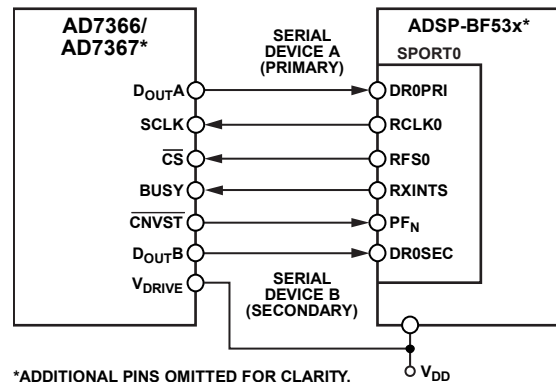 AD7366/
AD7367*
ADSP-BF53x*
SERIAL
DEVICE A
(PRIMARY)
SPORT0
DOUTA
DR0PRI
SCLK
RCLK0
CS
RFS0
BUSY
RXINTS
CNVST
PFN
DOUTB
DR0SEC
VDRIVE
SERIAL
DEVICE B
(SECONDARY)
VDD
*ADDITIONAL PINS OMITTED FOR CLARITY.